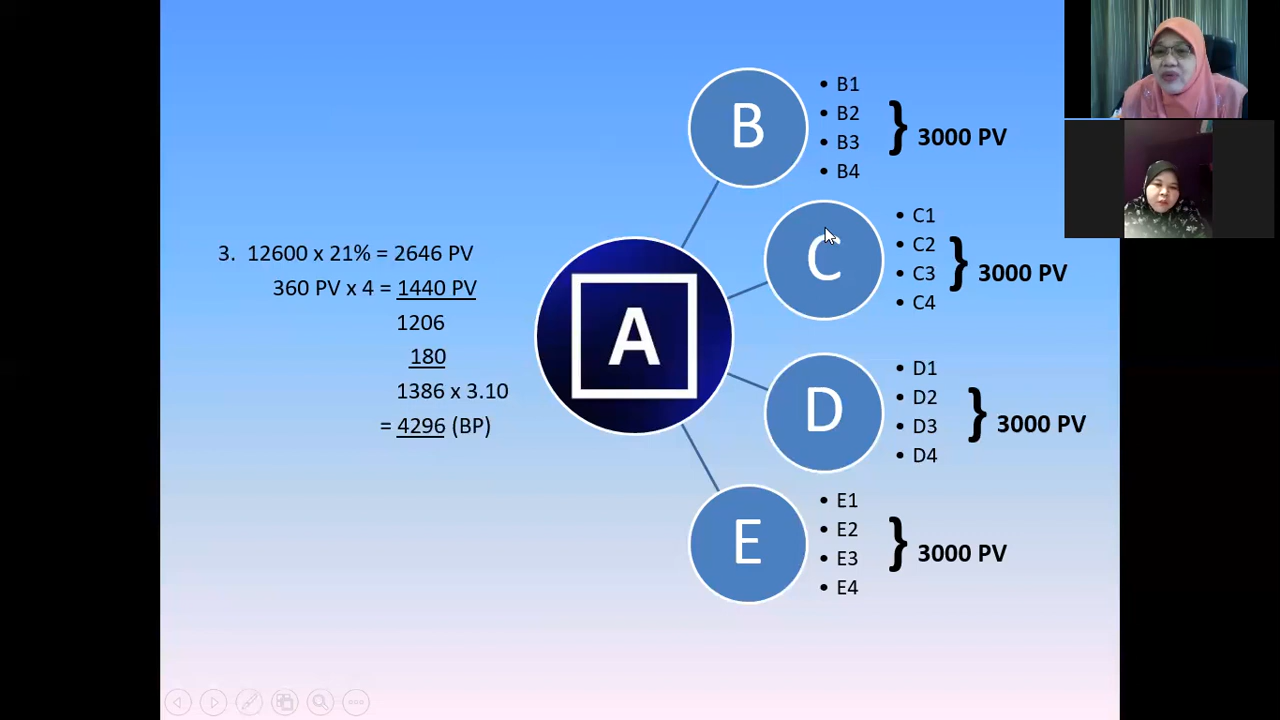 3. 12600 x 21% = 2646 PV
360 PV x 4 = 1440 PV
1206
180
1386 x 3.10
= 4296 (BP)
A
B
• B1
• B2
• B3
• B4
} 3000 PV
C
• C1
• C2
• C3
• C4
} 3000 PV
D
• D1
• D2
• D3
• D4
} 3000 PV
E
• E1
• E2
• E3
• E4
} 3000 PV